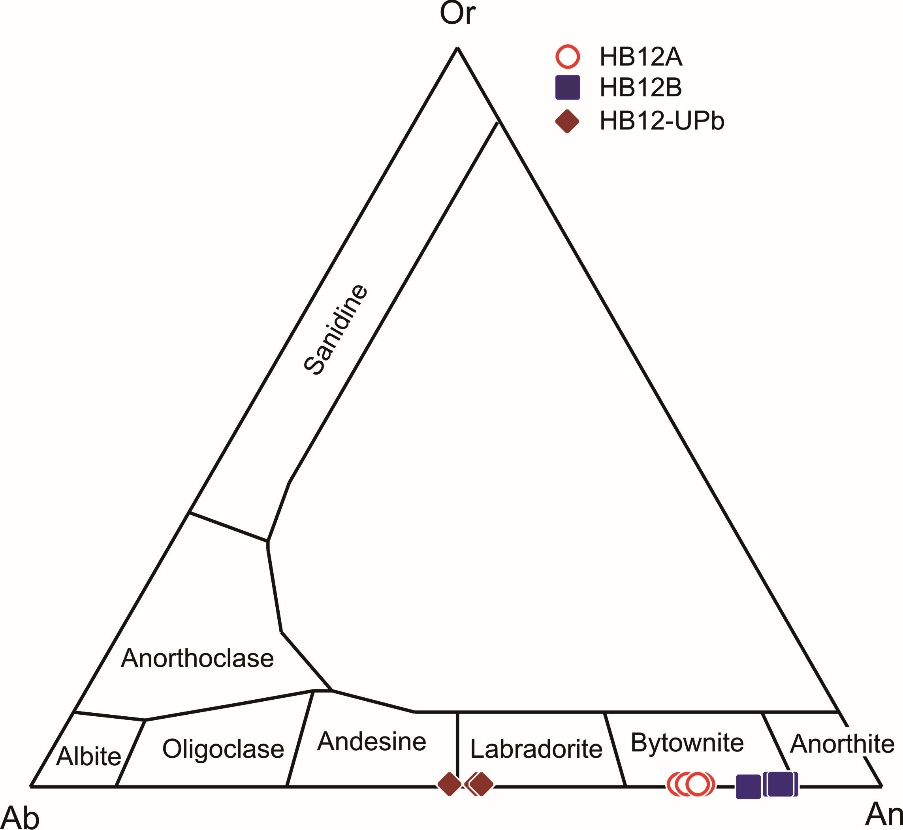 Or
HB12A
HB12B
HB12-UPb
Sanidine
Anorthoclase
Albite
Oligoclase
Andesine
Labradorite
Bytownite
Anorthite
Ab
An